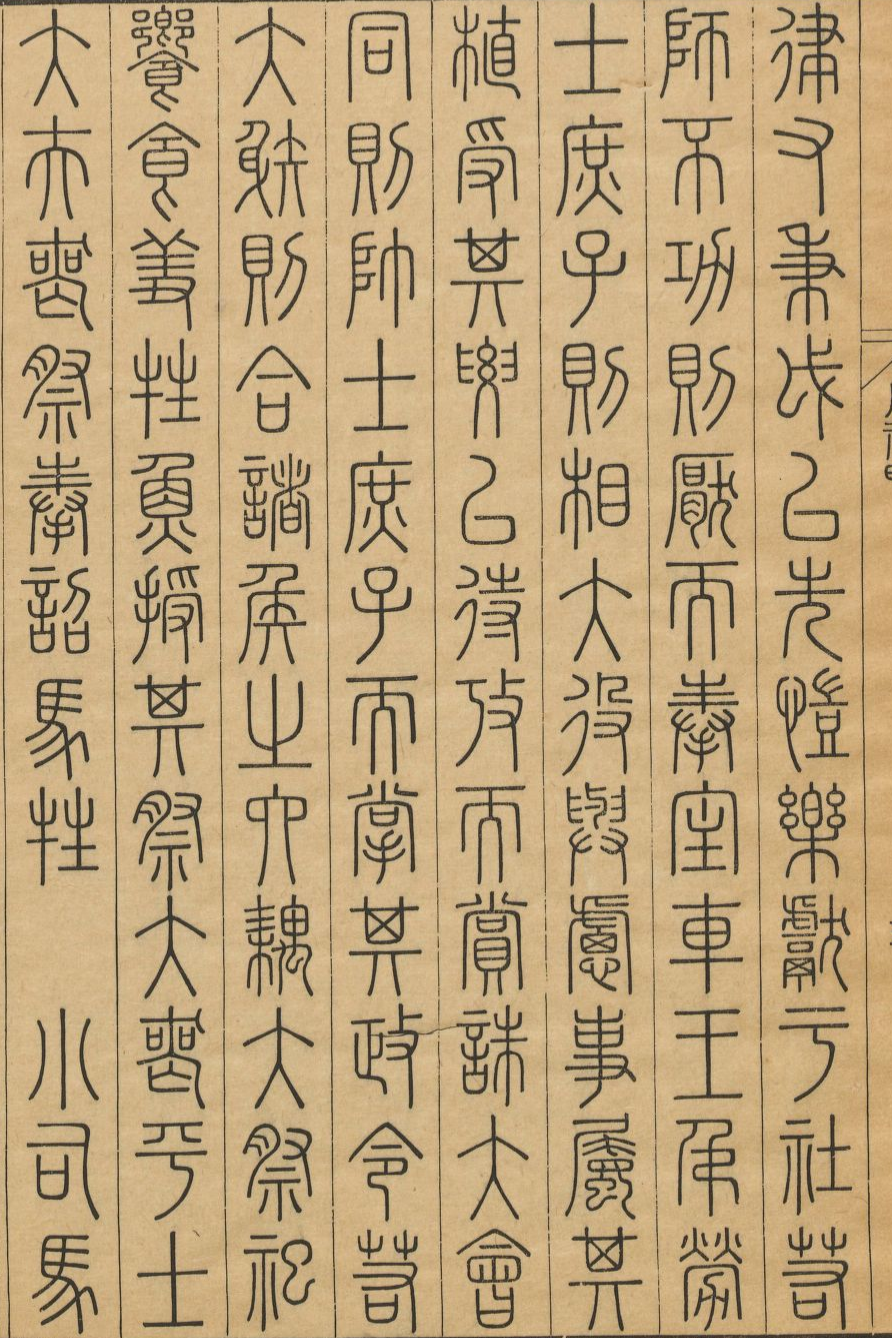 律又秉戉以先愷樂獻于社若
師不功則厭而奉宔車王弔勞
士庶子則相大役與慮事屬其
植受其要以待攷而賞誅大會
同則帥士庶子而掌其政令若
大射則合諸侯之六耦大祭祀
饗食羞牲魚授其祭大喪平士
大夫喪祭奉詔馬牲　小司馬